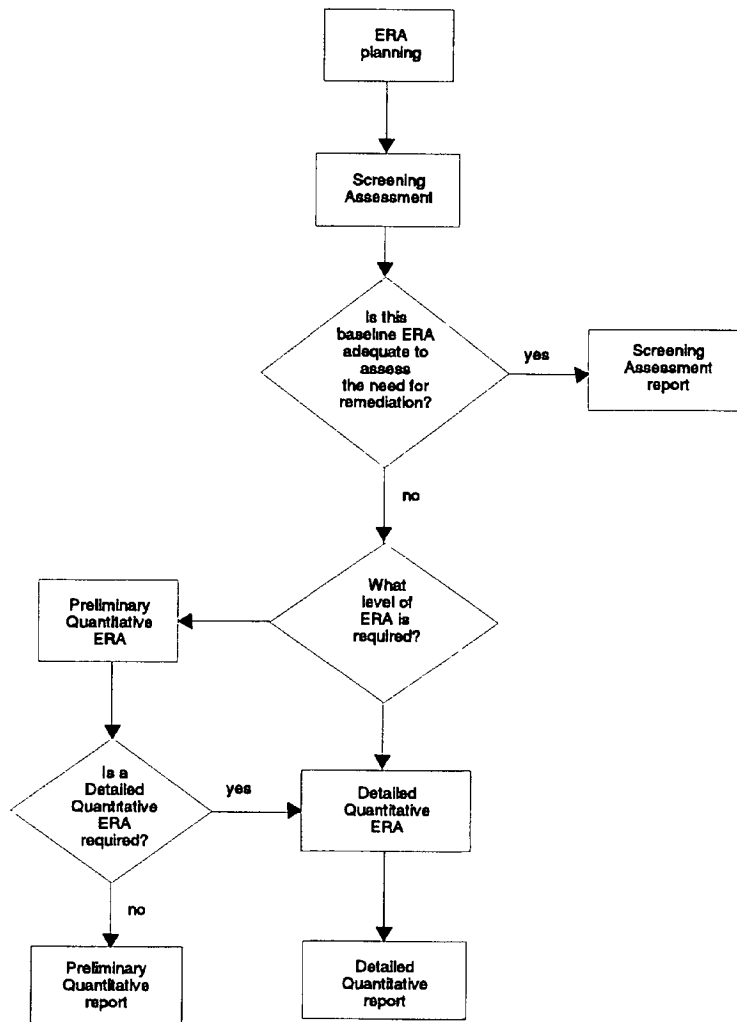 ERA
planning
Screening
Assessment
Is this
baseline ERA
adequate to
assess
the need for
remediation?
yes
Screening
Assessment
report
no
What
level of
ERA is
required?
Preliminary
Quantitative
ERA
Is a
Detailed
Quantitative
ERA
required?
yes
Detailed
Quantitative
ERA
no
Preliminary
Quantitative
report
Detailed
Quantitative
report